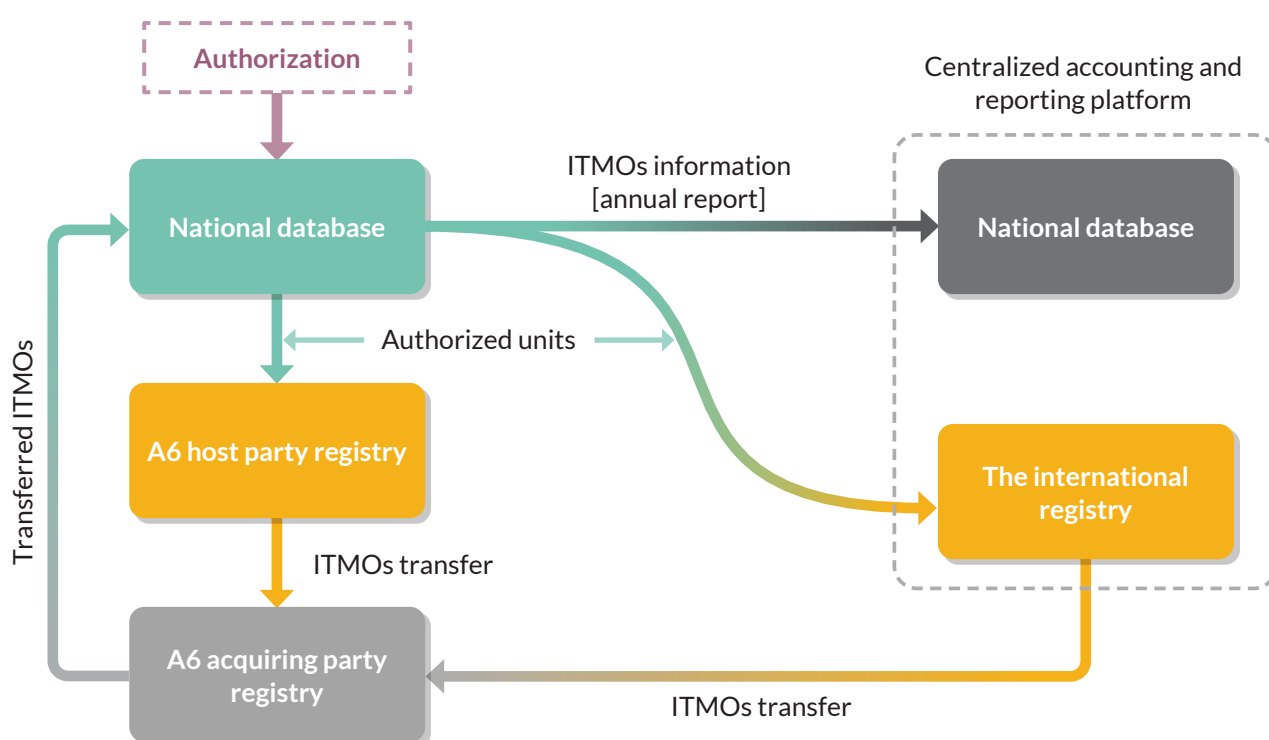 Authorization
Centralized accounting and
reporting platform
National database
ITMOs information
[annual report]
National database
Authorized units
Transferred ITMOs
A6 host party registry
The international
registry
ITMOs transfer
A6 acquiring party
registry
ITMOs transfer